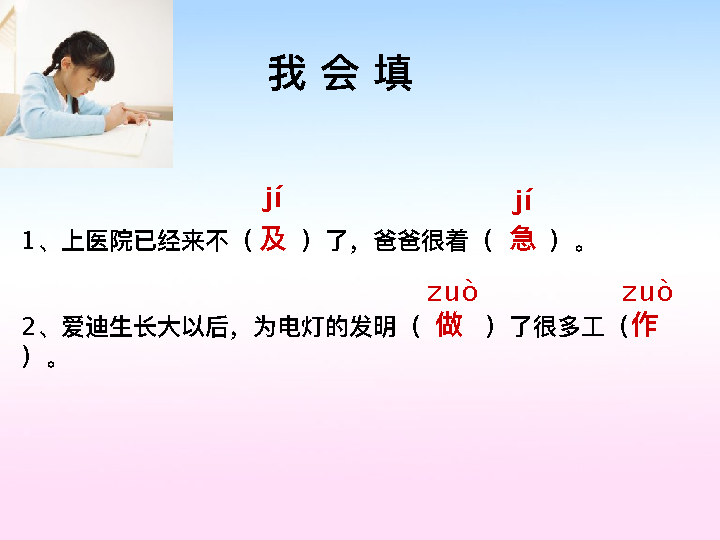 我会填
jí jí
1、上医院已经来不（及）了，爸爸很着（急）。
zuò zuò
2、爱迪生长大以后，为电灯的发明（做）了很多工（作
）。